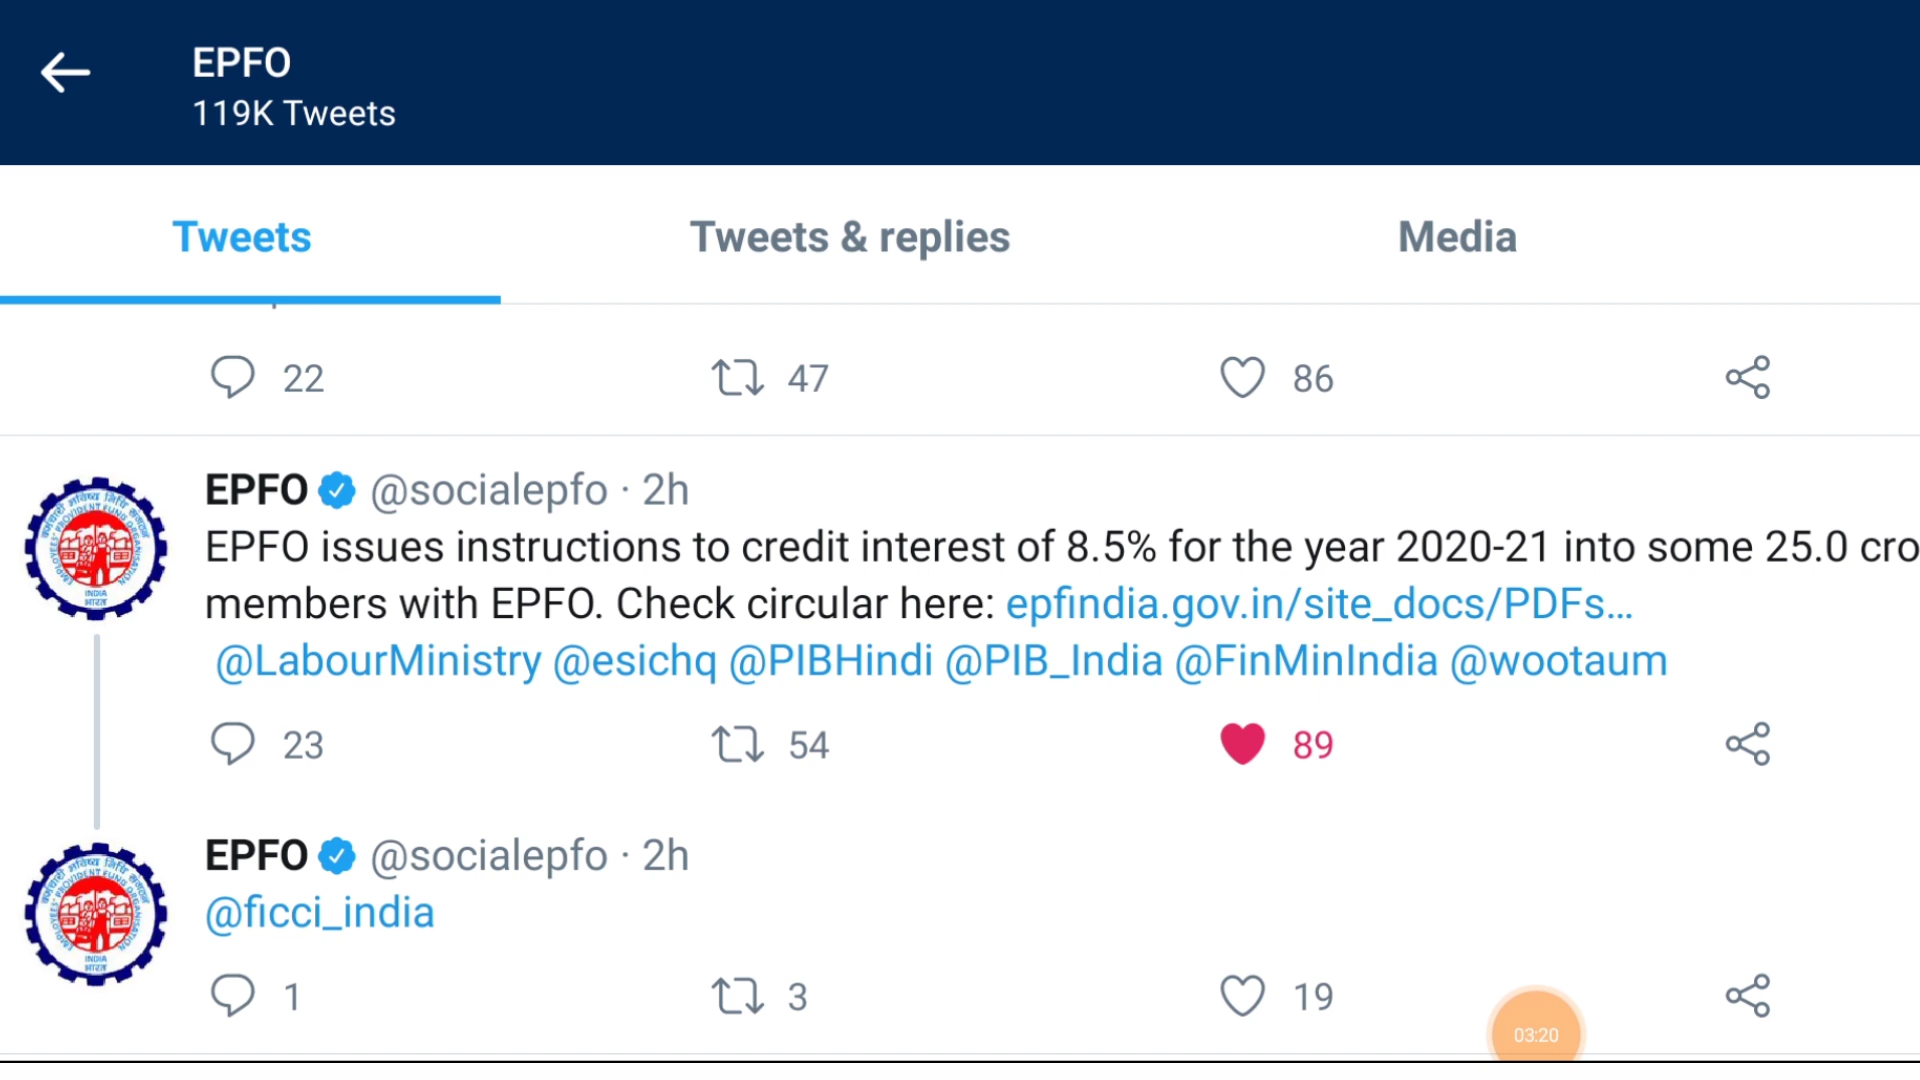 EPFO
119K Tweets
Tweets Tweets & replies Media
22 47 86
EPFO @socialepfo · 2h
EPFO issues instructions to credit interest of 8.5% for the year 2020-21 into some 25.0 cro
members with EPFO. Check circular here: epfindia.gov.in/site_docs/PDFs...
@LabourMinistry @esichq @PIBHindi @PIB_India @FinMinIndia @wootaum
23 54 89
EPFO @socialepfo · 2h
@ficci_india
1 3 19
03:20